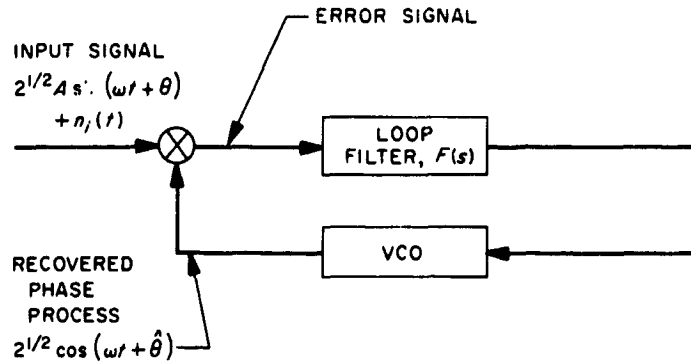 ERROR SIGNAL
INPUT SIGNAL
2^{1/2} A s·. (ωt + θ)
+ n_i(t)
LOOP
FILTER, F(s)
VCO
RECOVERED
PHASE
PROCESS
2^{1/2} cos (ωt + θ̂)